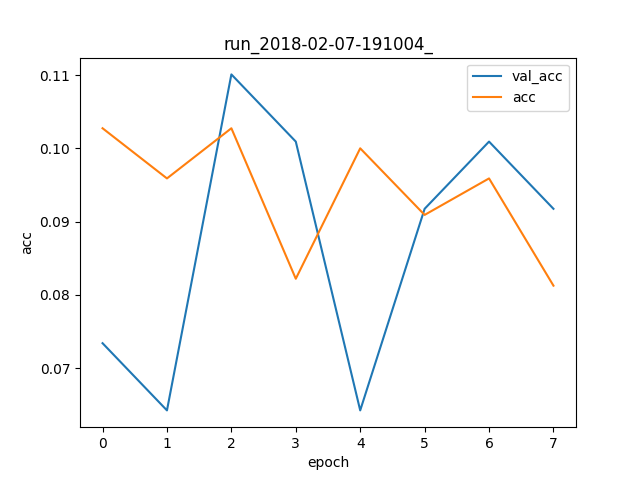 run_2018-02-07-191004_
val_acc
acc
0.11
0.10
0.09
0.08
0.07
acc
0 1 2 3 4 5 6 7
epoch